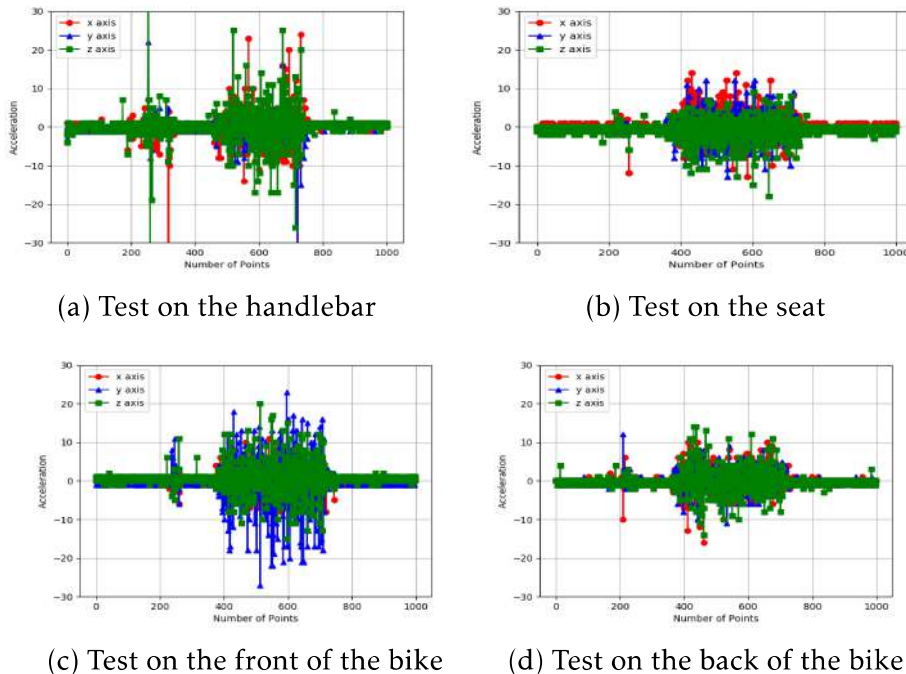 30
20
10
0
−10
−20
−30
Acceleration
x axis
y axis
z axis
0 200 400 600 800 1000
Number of Points
(a) Test on the handlebar
30
20
10
0
−10
−20
−30
Acceleration
x axis
y axis
z axis
0 200 400 600 800 1000
Number of Points
(b) Test on the seat
30
20
10
0
−10
−20
−30
Acceleration
x axis
y axis
z axis
0 200 400 600 800 1000
Number of Points
(c) Test on the front of the bike
30
20
10
0
−10
−20
−30
Acceleration
x axis
y axis
z axis
0 200 400 600 800 1000
Number of Points
(d) Test on the back of the bike